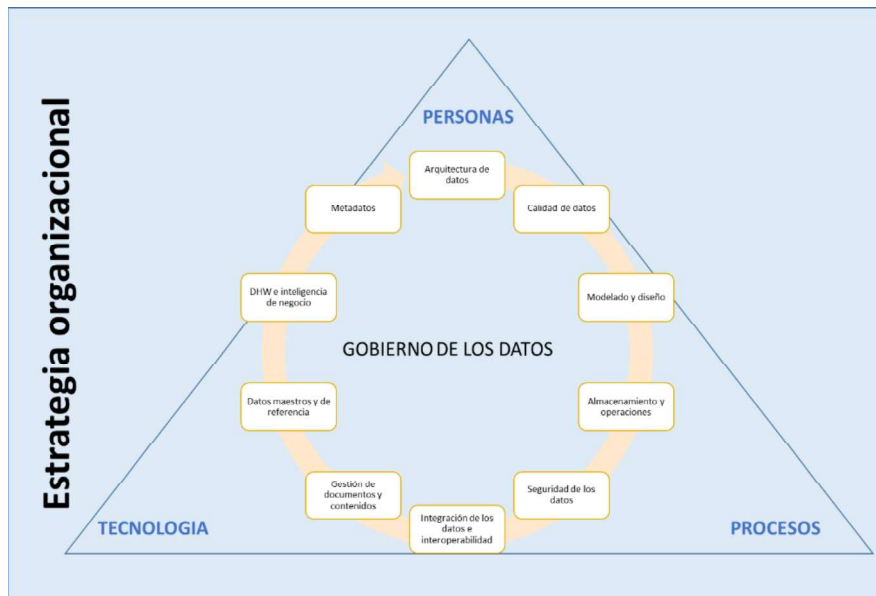 Estrategia organizacional
PERSONAS
Arquitectura de
datos
Metadatos
Calidad de datos
DHW e inteligencia
de negocio
Modelado y diseño
GOBIERNO DE LOS DATOS
Datos maestros y de
referencia
Almacenamiento y
operaciones
Gestión de
documentos y
contenidos
Seguridad de los
datos
Integración de los
datos e
interoperabilidad
TECNOLOGIA
PROCESOS